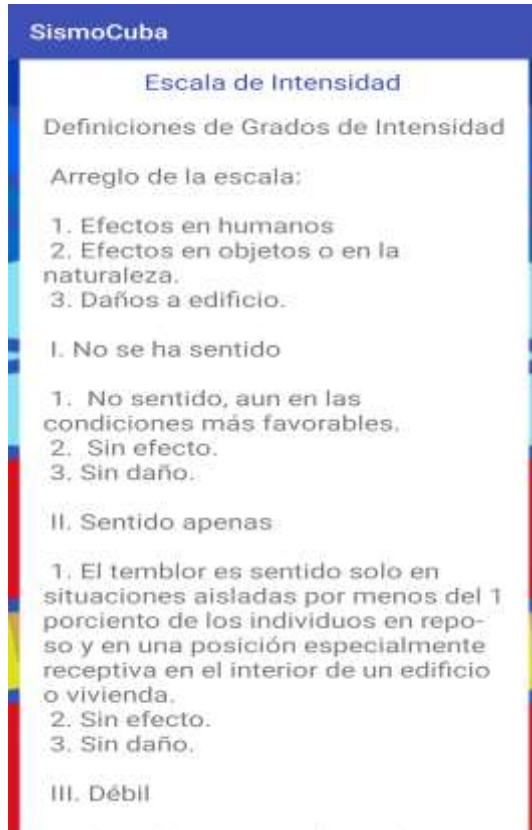 SismoCuba
Escala de Intensidad
Definiciones de Grados de Intensidad
Arreglo de la escala:
1. Efectos en humanos
2. Efectos en objetos o en la
naturaleza.
3. Daños a edificio.
I. No se ha sentido
1. No sentido, aun en las
condiciones más favorables.
2. Sin efecto.
3. Sin daño.
II. Sentido apenas
1. El temblor es sentido solo en
situaciones aisladas por menos del 1
porciento de los individuos en repo-
so y en una posición especialmente
receptiva en el interior de un edificio
o vivienda.
2. Sin efecto.
3. Sin daño.
III. Débil